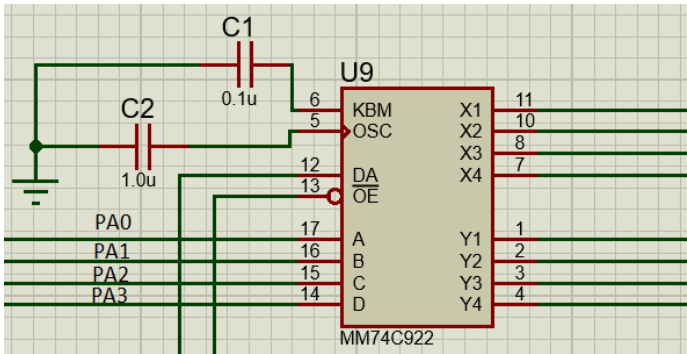 C1
0.1u
C2
1.0u
U9
6 KBM X1 11
5 OSC X2 10
X3 8
12 DA X4 7
13 OE
PA0 17 A Y1 1
PA1 16 B Y2 2
PA2 15 C Y3 3
PA3 14 D Y4 4
MM74C922